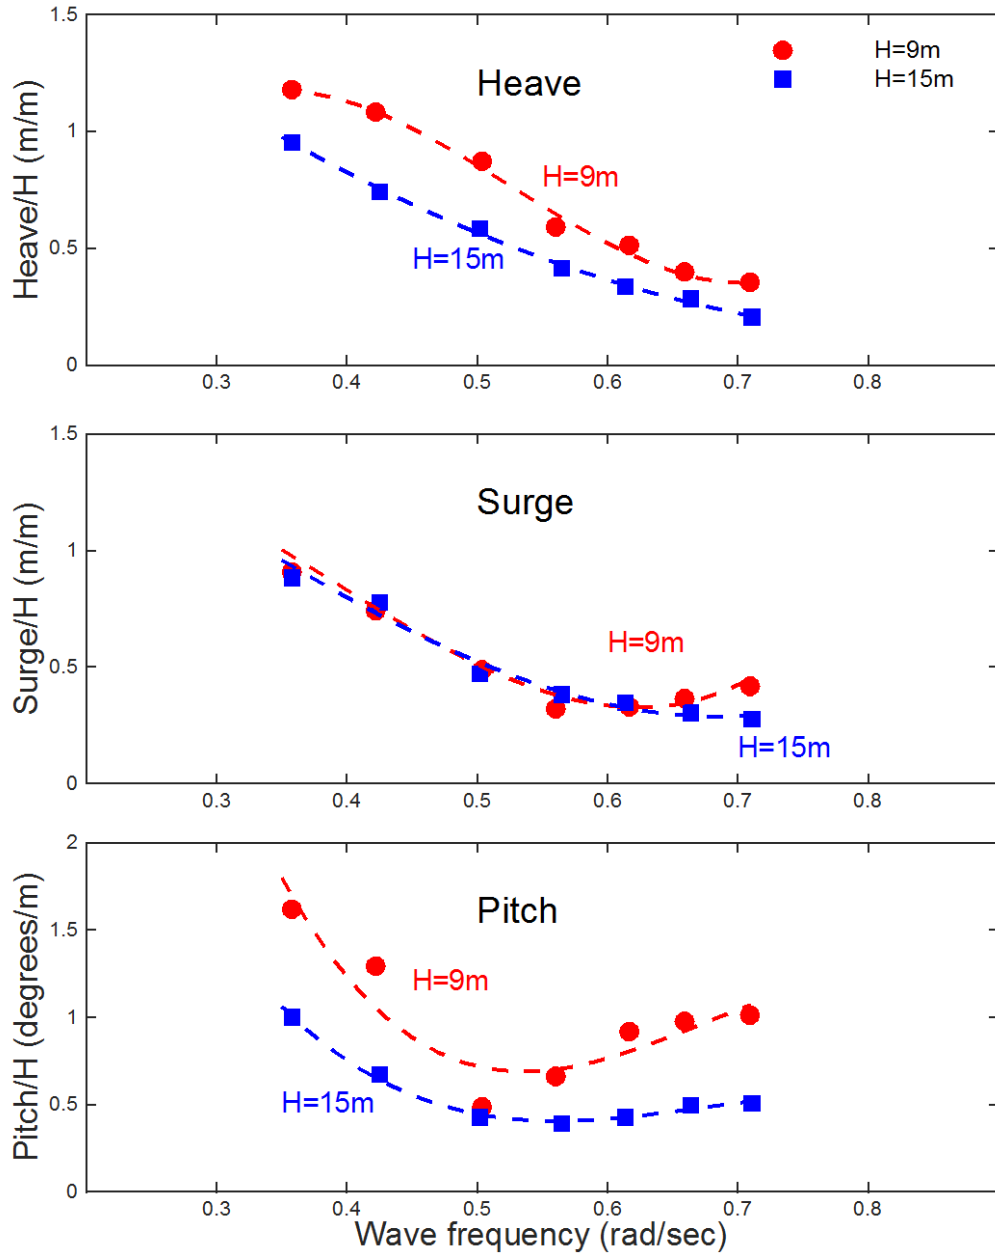 1.5
H=9m
H=15m
Heave
1
H=9m
0.5
H=15m
0
0.3 0.4 0.5 0.6 0.7 0.8
Heave/H (m/m)
1.5
Surge
1
H=9m
0.5
H=15m
0
0.3 0.4 0.5 0.6 0.7 0.8
Surge/H (m/m)
2
Pitch
1.5
H=9m
1
H=15m
0.5
0
0.3 0.4 0.5 0.6 0.7 0.8
Pitch/H (degrees/m)
Wave frequency (rad/sec)